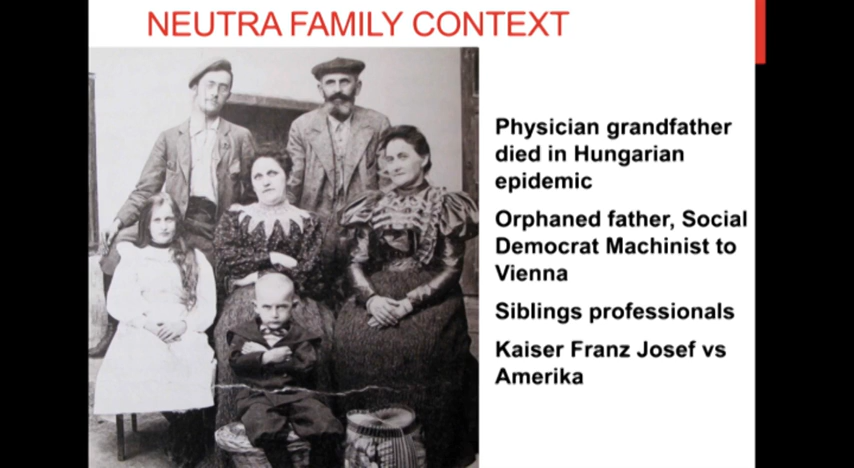 NEUTRA FAMILY CONTEXT
Physician grandfather
died in Hungarian
epidemic
Orphaned father, Social
Democrat Machinist to
Vienna
Siblings professionals
Kaiser Franz Josef vs
Amerika